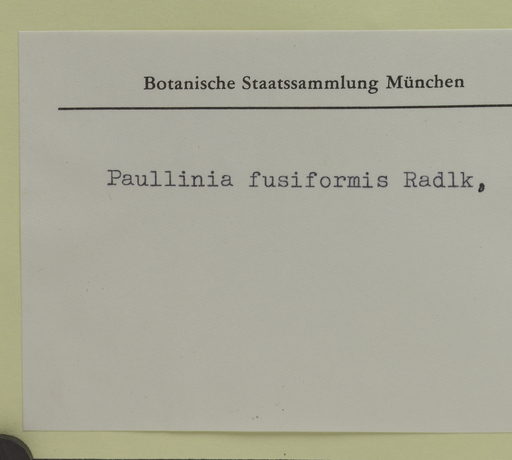 Botanische Staatssammlung München
Paullinia fusiformis Radlk,